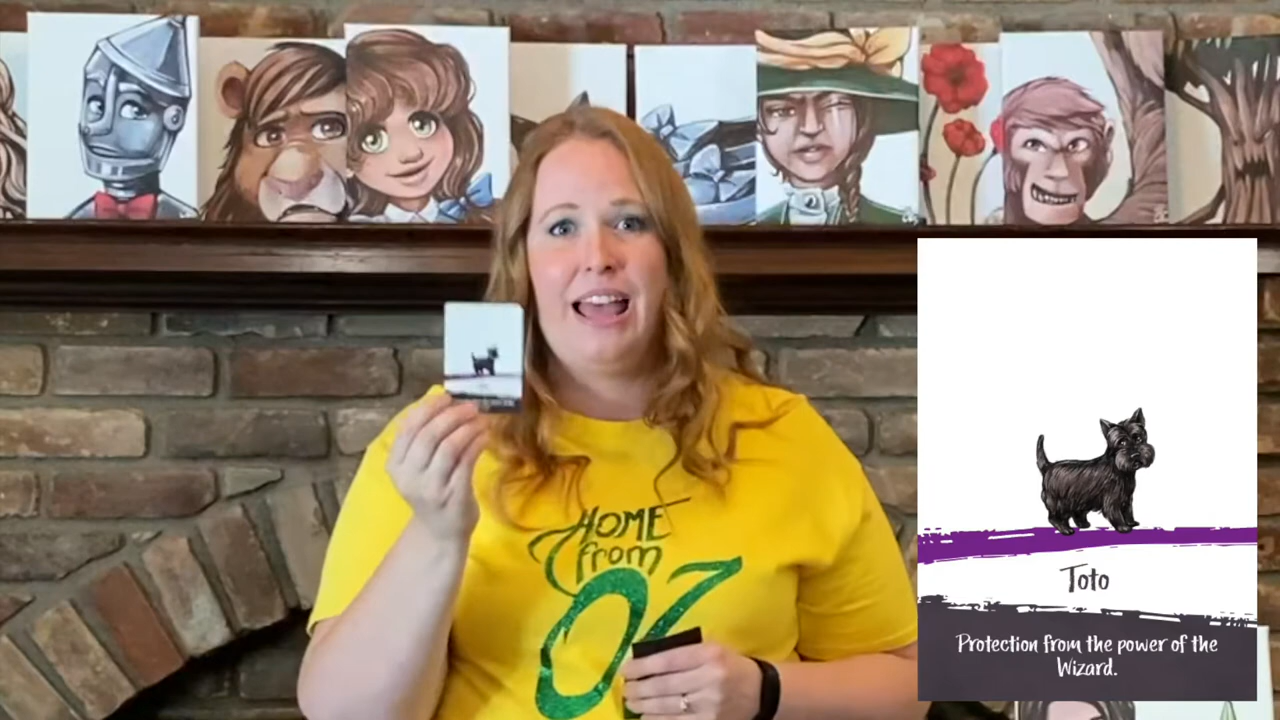 HOME
from
OZ
Toto
Protection from the power of the
Wizard.